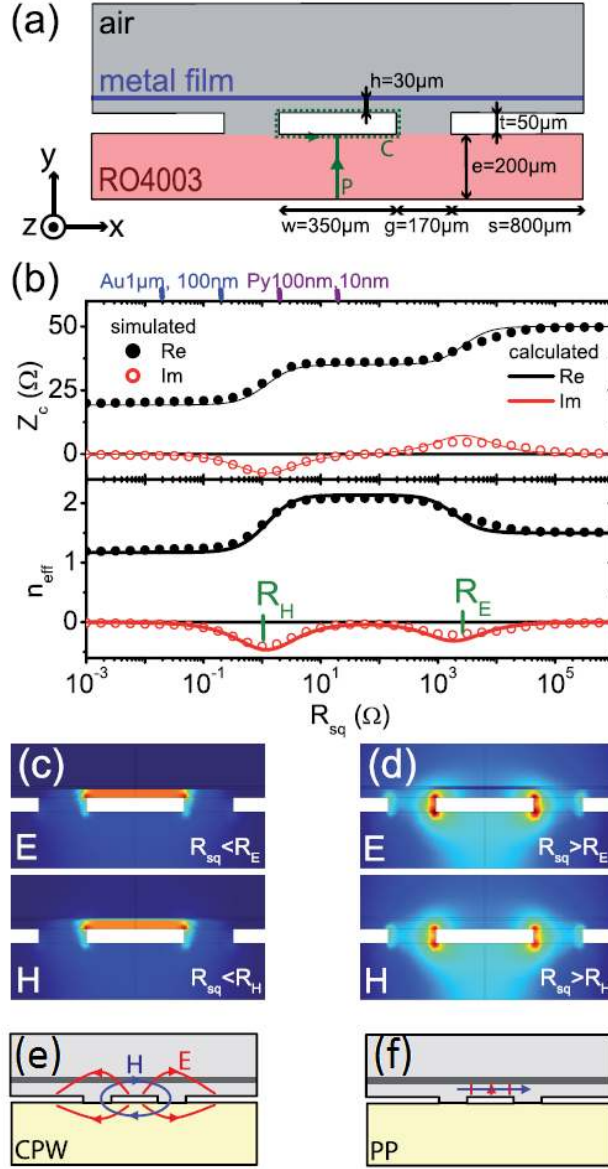 (a)
air
metal film
h=30µm
t=50µm
C
e=200µm
RO4003
P
y
z
x
w=350µm
g=170µm
s=800µm
(b)
Au1µm, 100nm
Py100nm,10nm
simulated
Re
Im
calculated
Re
Im
50
25
0
Z_c (Ω)
2
1
0
n_eff
R_H
R_E
10^-3
10^-1
10^1
10^3
10^5
R_sq (Ω)
(c)
E
R_sq<R_E
H
R_sq<R_H
(d)
E
R_sq>R_E
H
R_sq>R_H
(e)
H
E
CPW
(f)
PP